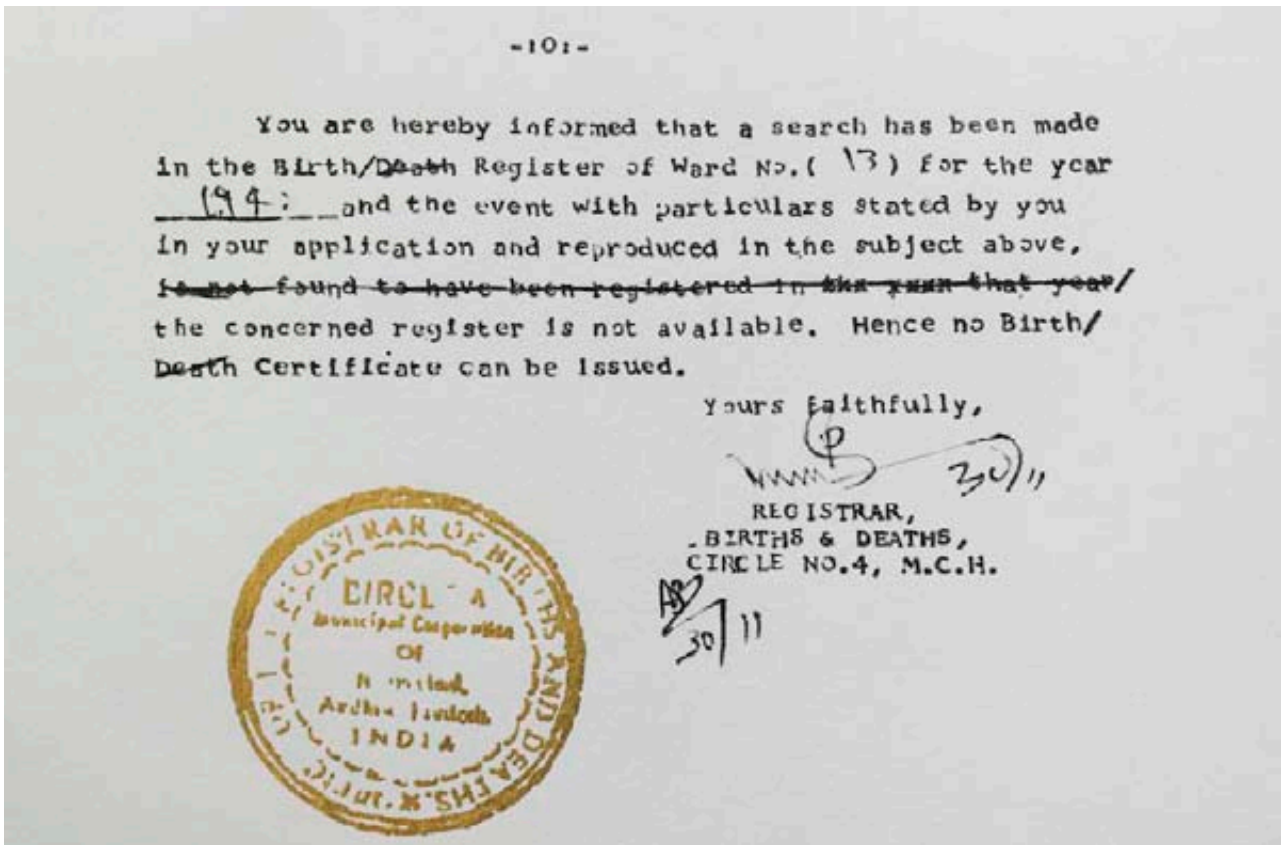 -:01-
You are hereby informed that a search has been made
in the Birth/Death Register of Ward No.( 13 ) for the year
and the event with particulars stated by you
in your application and reproduced in the subject above,
is not found to have been registered in the year that year/
the concerned register is not available. Hence no Birth/
Death Certificate can be issued.
Yours faithfully,
30/11
REGISTRAR,
BIRTHS & DEATHS,
CIRCLE NO.4, M.C.H.
30/11
REGISTRAR OF BIRTHS AND DEATHS
Municipal Corporation
OF
INDIA